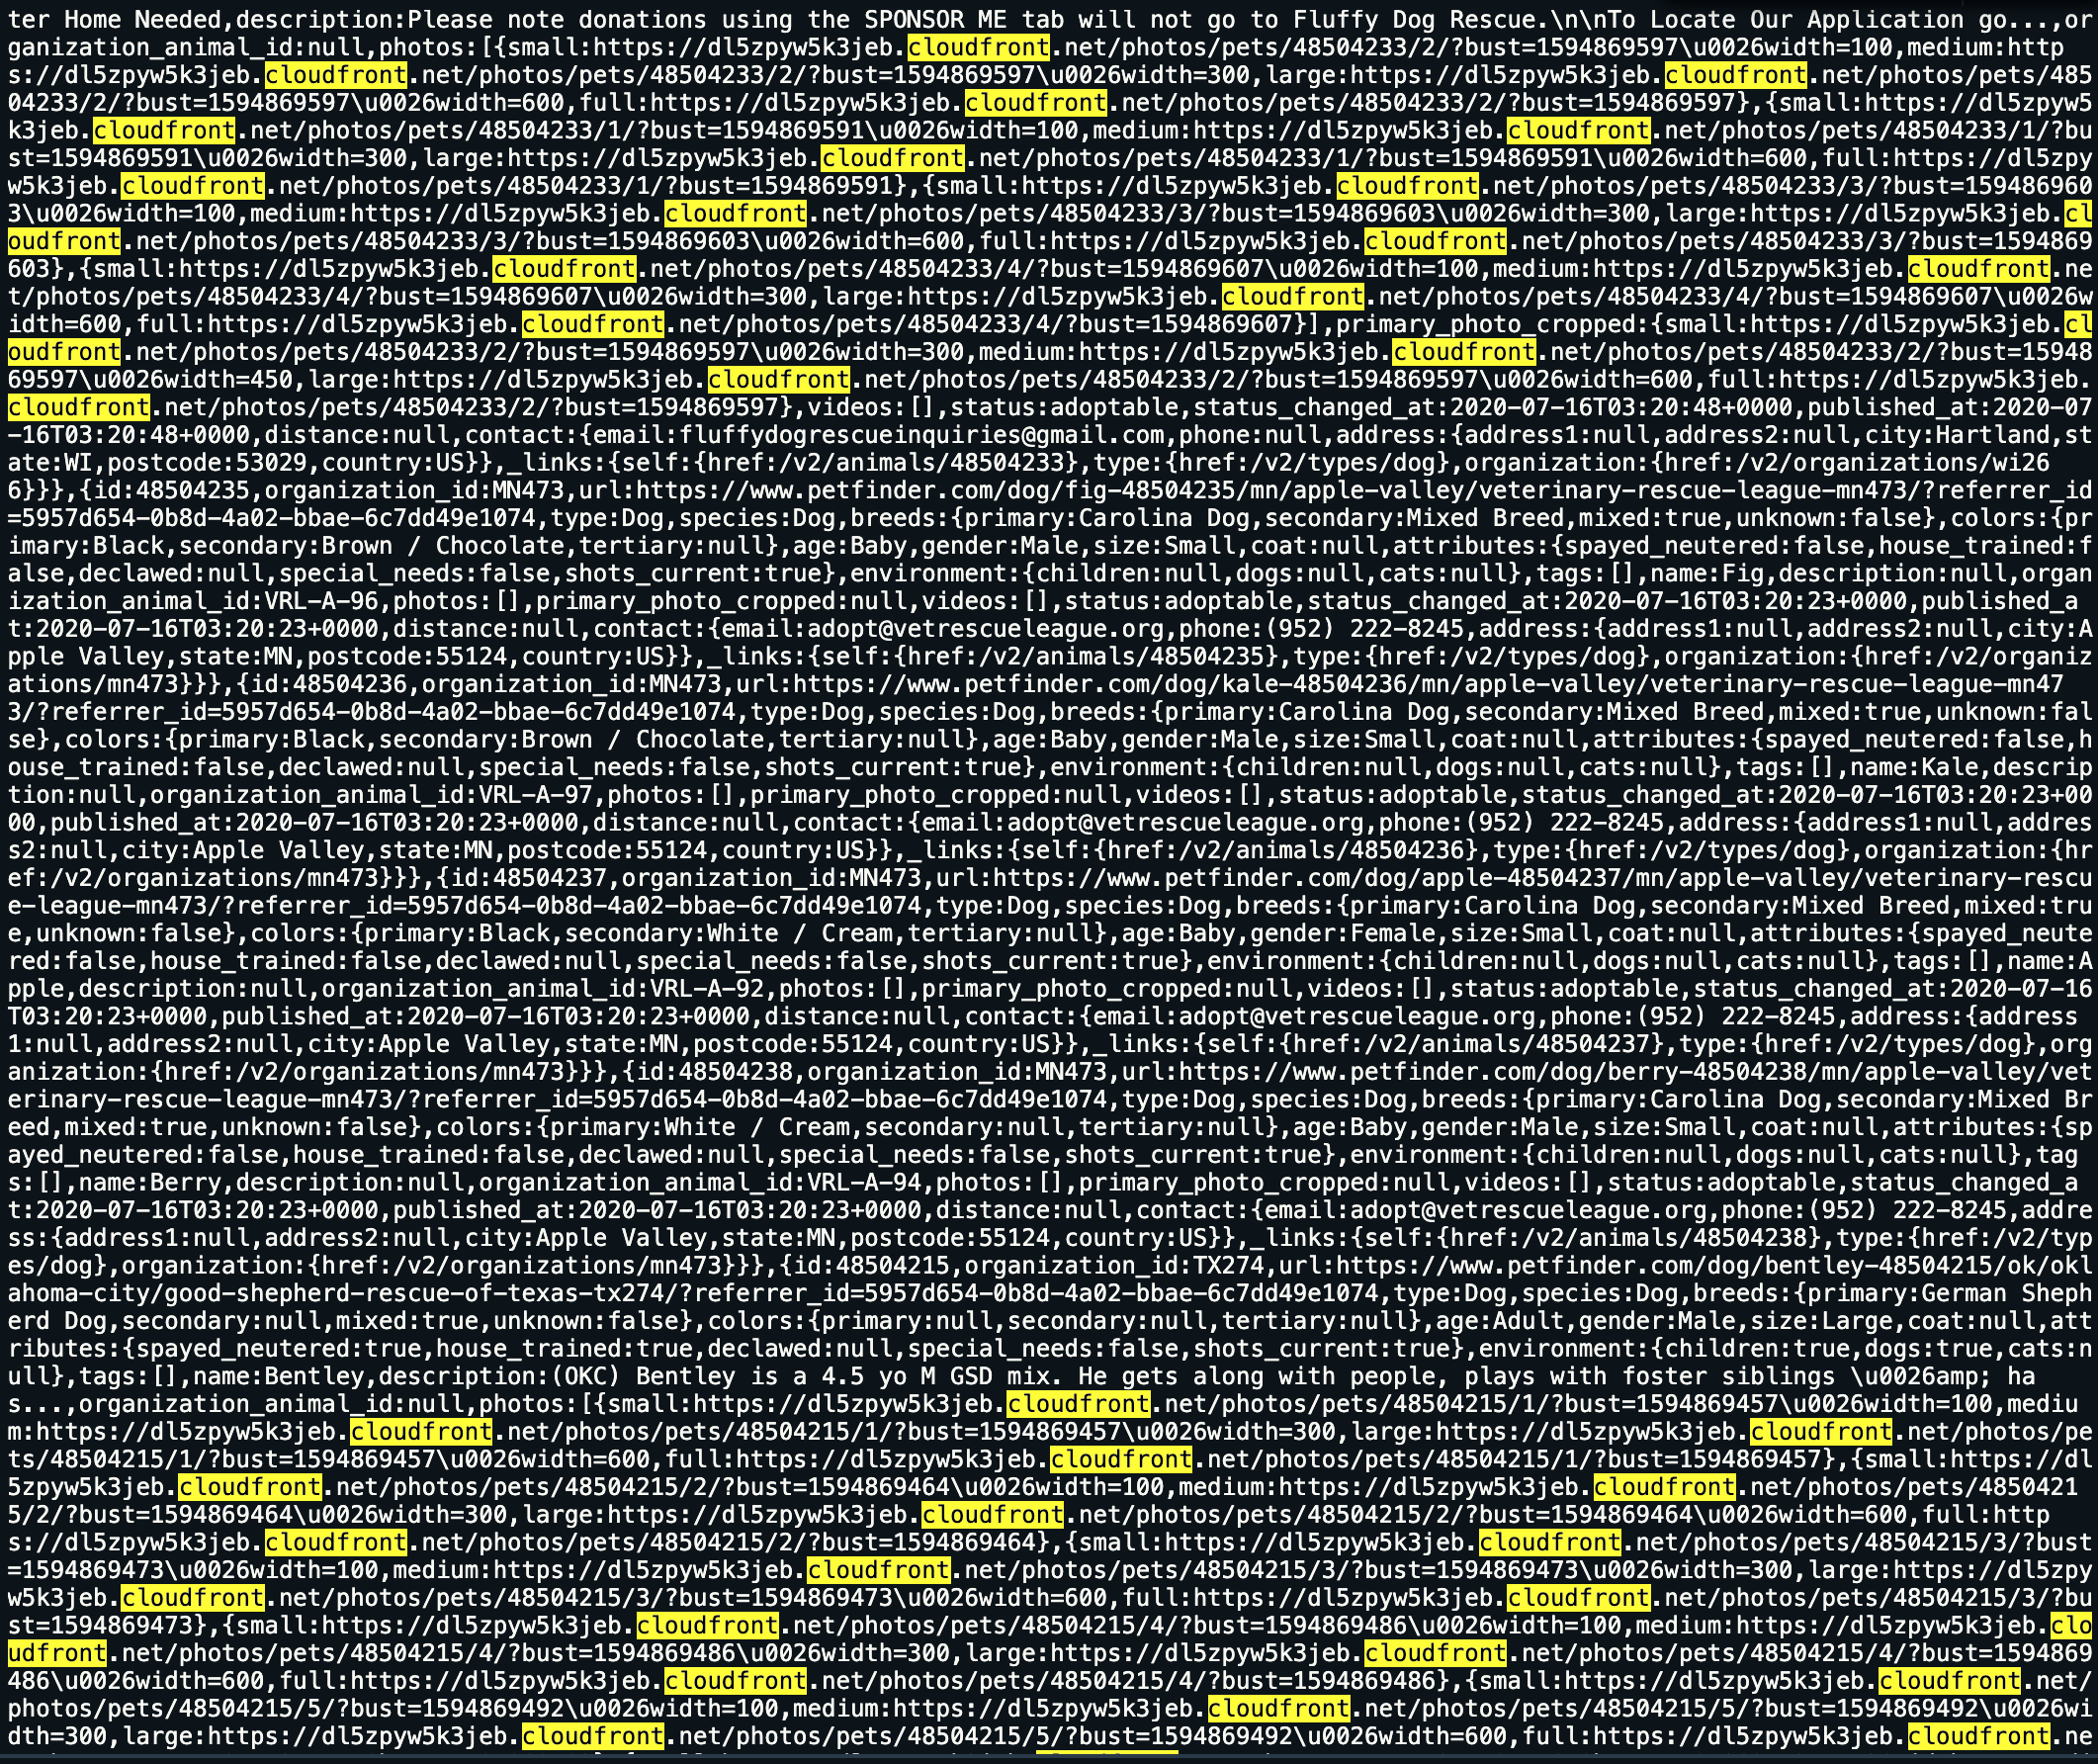 ter Home Needed,description:Please note donations using the SPONSOR ME tab will not go to Fluffy Dog Rescue.\n\nTo Locate Our Application go...,or
ganization_animal_id:null,photos:[{small:https://dl5zpyw5k3jeb.cloudfront.net/photos/pets/48504233/2/?bust=1594869597\u0026width=100,medium:http
s://dl5zpyw5k3jeb.cloudfront.net/photos/pets/48504233/2/?bust=1594869597\u0026width=300,large:https://dl5zpyw5k3jeb.cloudfront.net/photos/pets/485
04233/2/?bust=1594869597\u0026width=600,full:https://dl5zpyw5k3jeb.cloudfront.net/photos/pets/48504233/2/?bust=1594869597},{small:https://dl5zpyw5
k3jeb.cloudfront.net/photos/pets/48504233/1/?bust=1594869591\u0026width=100,medium:https://dl5zpyw5k3jeb.cloudfront.net/photos/pets/48504233/1/?bu
st=1594869591\u0026width=300,large:https://dl5zpyw5k3jeb.cloudfront.net/photos/pets/48504233/1/?bust=1594869591\u0026width=600,full:https://dl5zpy
w5k3jeb.cloudfront.net/photos/pets/48504233/1/?bust=1594869591},{small:https://dl5zpyw5k3jeb.cloudfront.net/photos/pets/48504233/3/?bust=159486960
3\u0026width=100,medium:https://dl5zpyw5k3jeb.cloudfront.net/photos/pets/48504233/3/?bust=1594869603\u0026width=300,large:https://dl5zpyw5k3jeb.cl
oudfront.net/photos/pets/48504233/3/?bust=1594869603\u0026width=600,full:https://dl5zpyw5k3jeb.cloudfront.net/photos/pets/48504233/3/?bust=1594869
603},{small:https://dl5zpyw5k3jeb.cloudfront.net/photos/pets/48504233/4/?bust=1594869607\u0026width=100,medium:https://dl5zpyw5k3jeb.cloudfront.ne
t/photos/pets/48504233/4/?bust=1594869607\u0026width=300,large:https://dl5zpyw5k3jeb.cloudfront.net/photos/pets/48504233/4/?bust=1594869607\u0026w
idth=600,full:https://dl5zpyw5k3jeb.cloudfront.net/photos/pets/48504233/4/?bust=1594869607}],primary_photo_cropped:{small:https://dl5zpyw5k3jeb.cl
oudfront.net/photos/pets/48504233/2/?bust=1594869597\u0026width=300,medium:https://dl5zpyw5k3jeb.cloudfront.net/photos/pets/48504233/2/?bust=15948
69597\u0026width=450,large:https://dl5zpyw5k3jeb.cloudfront.net/photos/pets/48504233/2/?bust=1594869597\u0026width=600,full:https://dl5zpyw5k3jeb.
cloudfront.net/photos/pets/48504233/2/?bust=1594869597},videos:[],status:adoptable,status_changed_at:2020-07-16T03:20:48+0000,published_at:2020-07
-16T03:20:48+0000,distance:null,contact:{email:fluffydogrescueinquiries@gmail.com,phone:null,address:{address1:null,address2:null,city:Hartland,st
ate:WI,postcode:53029,country:US}},_links:{self:{href:/v2/animals/48504233},type:{href:/v2/types/dog},organization:{href:/v2/organizations/wi26
6}}},{id:48504235,organization_id:MN473,url:https://www.petfinder.com/dog/fig-48504235/mn/apple-valley/veterinary-rescue-league-mn473/?referrer_id
=5957d654-0b8d-4a02-bbae-6c7dd49e1074,type:Dog,species:Dog,breeds:{primary:Carolina Dog,secondary:Mixed Breed,mixed:true,unknown:false},colors:{pr
imary:Black,secondary:Brown / Chocolate,tertiary:null},age:Baby,gender:Male,size:Small,coat:null,attributes:{spayed_neutered:false,house_trained:f
alse,declawed:null,special_needs:false,shots_current:true},environment:{children:null,dogs:null,cats:null},tags:[],name:Fig,description:null,organ
ization_animal_id:VRL-A-96,photos:[],primary_photo_cropped:null,videos:[],status:adoptable,status_changed_at:2020-07-16T03:20:23+0000,published_a
t:2020-07-16T03:20:23+0000,distance:null,contact:{email:adopt@vetrescueleague.org,phone:(952) 222-8245,address:{address1:null,address2:null,city:A
pple Valley,state:MN,postcode:55124,country:US}},_links:{self:{href:/v2/animals/48504235},type:{href:/v2/types/dog},organization:{href:/v2/organiz
ations/mn473}}},{id:48504236,organization_id:MN473,url:https://www.petfinder.com/dog/kale-48504236/mn/apple-valley/veterinary-rescue-league-mn47
3/?referrer_id=5957d654-0b8d-4a02-bbae-6c7dd49e1074,type:Dog,species:Dog,breeds:{primary:Carolina Dog,secondary:Mixed Breed,mixed:true,unknown:fal
se},colors:{primary:Black,secondary:Brown / Chocolate,tertiary:null},age:Baby,gender:Male,size:Small,coat:null,attributes:{spayed_neutered:false,h
ouse_trained:false,declawed:null,special_needs:false,shots_current:true},environment:{children:null,dogs:null,cats:null},tags:[],name:Kale,descrip
tion:null,organization_animal_id:VRL-A-97,photos:[],primary_photo_cropped:null,videos:[],status:adoptable,status_changed_at:2020-07-16T03:20:23+00
00,published_at:2020-07-16T03:20:23+0000,distance:null,contact:{email:adopt@vetrescueleague.org,phone:(952) 222-8245,address:{address1:null,addres
s2:null,city:Apple Valley,state:MN,postcode:55124,country:US}},_links:{self:{href:/v2/animals/48504236},type:{href:/v2/types/dog},organization:{hr
ef:/v2/organizations/mn473}}},{id:48504237,organization_id:MN473,url:https://www.petfinder.com/dog/apple-48504237/mn/apple-valley/veterinary-rescu
e-league-mn473/?referrer_id=5957d654-0b8d-4a02-bbae-6c7dd49e1074,type:Dog,species:Dog,breeds:{primary:Carolina Dog,secondary:Mixed Breed,mixed:tru
e,unknown:false},colors:{primary:Black,secondary:White / Cream,tertiary:null},age:Baby,gender:Female,size:Small,coat:null,attributes:{spayed_neute
red:false,house_trained:false,declawed:null,special_needs:false,shots_current:true},environment:{children:null,dogs:null,cats:null},tags:[],name:A
pple,description:null,organization_animal_id:VRL-A-92,photos:[],primary_photo_cropped:null,videos:[],status:adoptable,status_changed_at:2020-07-16
T03:20:23+0000,published_at:2020-07-16T03:20:23+0000,distance:null,contact:{email:adopt@vetrescueleague.org,phone:(952) 222-8245,address:{address
1:null,address2:null,city:Apple Valley,state:MN,postcode:55124,country:US}},_links:{self:{href:/v2/animals/48504237},type:{href:/v2/types/dog},org
anization:{href:/v2/organizations/mn473}}},{id:48504238,organization_id:MN473,url:https://www.petfinder.com/dog/berry-48504238/mn/apple-valley/vet
erinary-rescue-league-mn473/?referrer_id=5957d654-0b8d-4a02-bbae-6c7dd49e1074,type:Dog,species:Dog,breeds:{primary:Carolina Dog,secondary:Mixed Br
eed,mixed:true,unknown:false},colors:{primary:White / Cream,secondary:null,tertiary:null},age:Baby,gender:Male,size:Small,coat:null,attributes:{sp
ayed_neutered:false,house_trained:false,declawed:null,special_needs:false,shots_current:true},environment:{children:null,dogs:null,cats:null},tag
s:[],name:Berry,description:null,organization_animal_id:VRL-A-94,photos:[],primary_photo_cropped:null,videos:[],status:adoptable,status_changed_a
t:2020-07-16T03:20:23+0000,published_at:2020-07-16T03:20:23+0000,distance:null,contact:{email:adopt@vetrescueleague.org,phone:(952) 222-8245,addre
ss:{address1:null,address2:null,city:Apple Valley,state:MN,postcode:55124,country:US}},_links:{self:{href:/v2/animals/48504238},type:{href:/v2/typ
es/dog},organization:{href:/v2/organizations/mn473}}},{id:48504215,organization_id:TX274,url:https://www.petfinder.com/dog/bentley-48504215/ok/okl
ahoma-city/good-shepherd-rescue-of-texas-tx274/?referrer_id=5957d654-0b8d-4a02-bbae-6c7dd49e1074,type:Dog,species:Dog,breeds:{primary:German Sheph
erd Dog,secondary:null,mixed:true,unknown:false},colors:{primary:null,secondary:null,tertiary:null},age:Adult,gender:Male,size:Large,coat:null,att
ributes:{spayed_neutered:true,house_trained:true,declawed:null,special_needs:false,shots_current:true},environment:{children:true,dogs:true,cats:n
ull},tags:[],name:Bentley,description:(OKC) Bentley is a 4.5 yo M GSD mix. He gets along with people, plays with foster siblings \u0026amp; ha
s...,organization_animal_id:null,photos:[{small:https://dl5zpyw5k3jeb.cloudfront.net/photos/pets/48504215/1/?bust=1594869457\u0026width=100,mediu
m:https://dl5zpyw5k3jeb.cloudfront.net/photos/pets/48504215/1/?bust=1594869457\u0026width=300,large:https://dl5zpyw5k3jeb.cloudfront.net/photos/pe
ts/48504215/1/?bust=1594869457\u0026width=600,full:https://dl5zpyw5k3jeb.cloudfront.net/photos/pets/48504215/1/?bust=1594869457},{small:https://dl
5zpyw5k3jeb.cloudfront.net/photos/pets/48504215/2/?bust=1594869464\u0026width=100,medium:https://dl5zpyw5k3jeb.cloudfront.net/photos/pets/4850421
5/2/?bust=1594869464\u0026width=300,large:https://dl5zpyw5k3jeb.cloudfront.net/photos/pets/48504215/2/?bust=1594869464\u0026width=600,full:http
s://dl5zpyw5k3jeb.cloudfront.net/photos/pets/48504215/2/?bust=1594869464},{small:https://dl5zpyw5k3jeb.cloudfront.net/photos/pets/48504215/3/?bust
=1594869473\u0026width=100,medium:https://dl5zpyw5k3jeb.cloudfront.net/photos/pets/48504215/3/?bust=1594869473\u0026width=300,large:https://dl5zpy
w5k3jeb.cloudfront.net/photos/pets/48504215/3/?bust=1594869473\u0026width=600,full:https://dl5zpyw5k3jeb.cloudfront.net/photos/pets/48504215/3/?bu
st=1594869473},{small:https://dl5zpyw5k3jeb.cloudfront.net/photos/pets/48504215/4/?bust=1594869486\u0026width=100,medium:https://dl5zpyw5k3jeb.clo
udfront.net/photos/pets/48504215/4/?bust=1594869486\u0026width=300,large:https://dl5zpyw5k3jeb.cloudfront.net/photos/pets/48504215/4/?bust=1594869
486\u0026width=600,full:https://dl5zpyw5k3jeb.cloudfront.net/photos/pets/48504215/4/?bust=1594869486},{small:https://dl5zpyw5k3jeb.cloudfront.net/
photos/pets/48504215/5/?bust=1594869492\u0026width=100,medium:https://dl5zpyw5k3jeb.cloudfront.net/photos/pets/48504215/5/?bust=1594869492\u0026wi
dth=300,large:https://dl5zpyw5k3jeb.cloudfront.net/photos/pets/48504215/5/?bust=1594869492\u0026width=600,full:https://dl5zpyw5k3jeb.cloudfront.ne